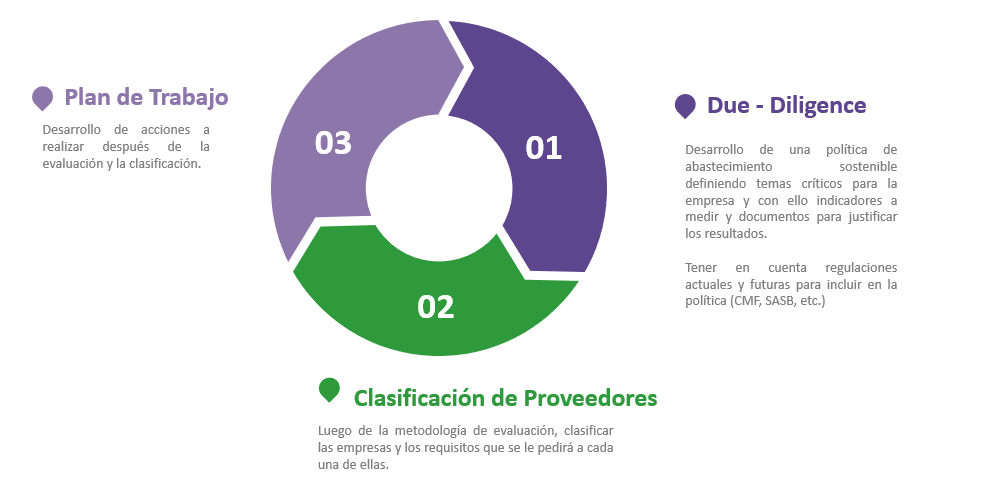 Plan de Trabajo
Desarrollo de acciones a
realizar después de la
evaluación y la clasificación.
03
01
02
Due - Diligence
Desarrollo de una política de
abastecimiento sostenible
definiendo temas críticos para la
empresa y con ello indicadores a
medir y documentos para justificar
los resultados.
Tener en cuenta regulaciones
actuales y futuras para incluir en la
política (CMF, SASB, etc.)
Clasificación de Proveedores
Luego de la metodología de evaluación, clasificar
las empresas y los requisitos que se le pedirá a cada
una de ellas.